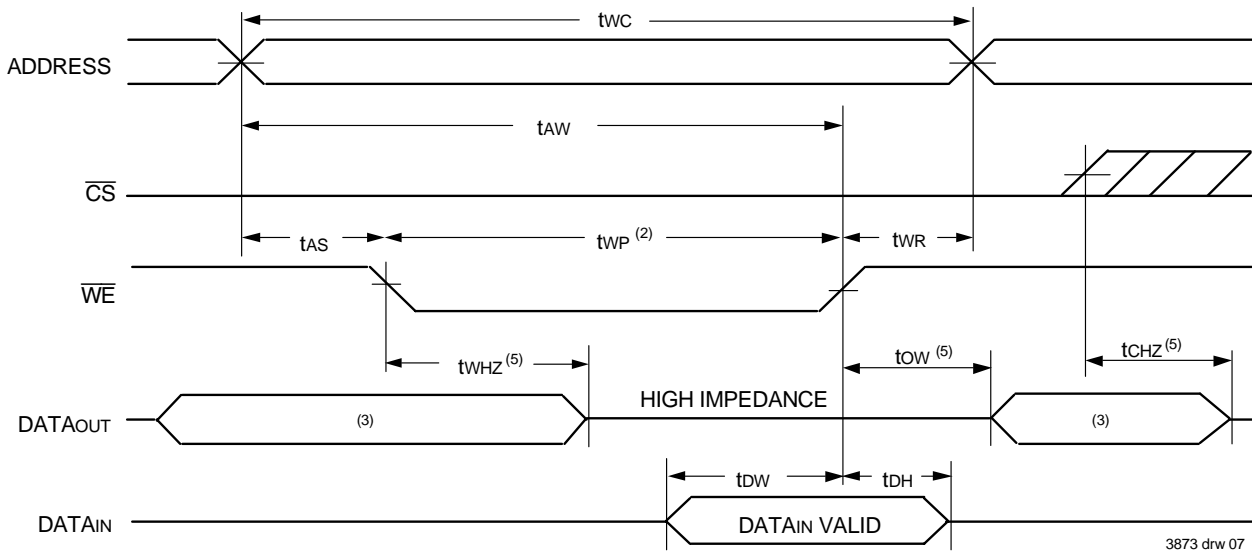 tWC
ADDRESS
tAW
CS
tAS
tWP (2)
tWR
WE
tWHZ (5)
tOW (5)
tCHZ (5)
HIGH IMPEDANCE
DATAOUT
(3)
(3)
tDW
tDH
DATAIN
DATAIN VALID
3873 drw 07